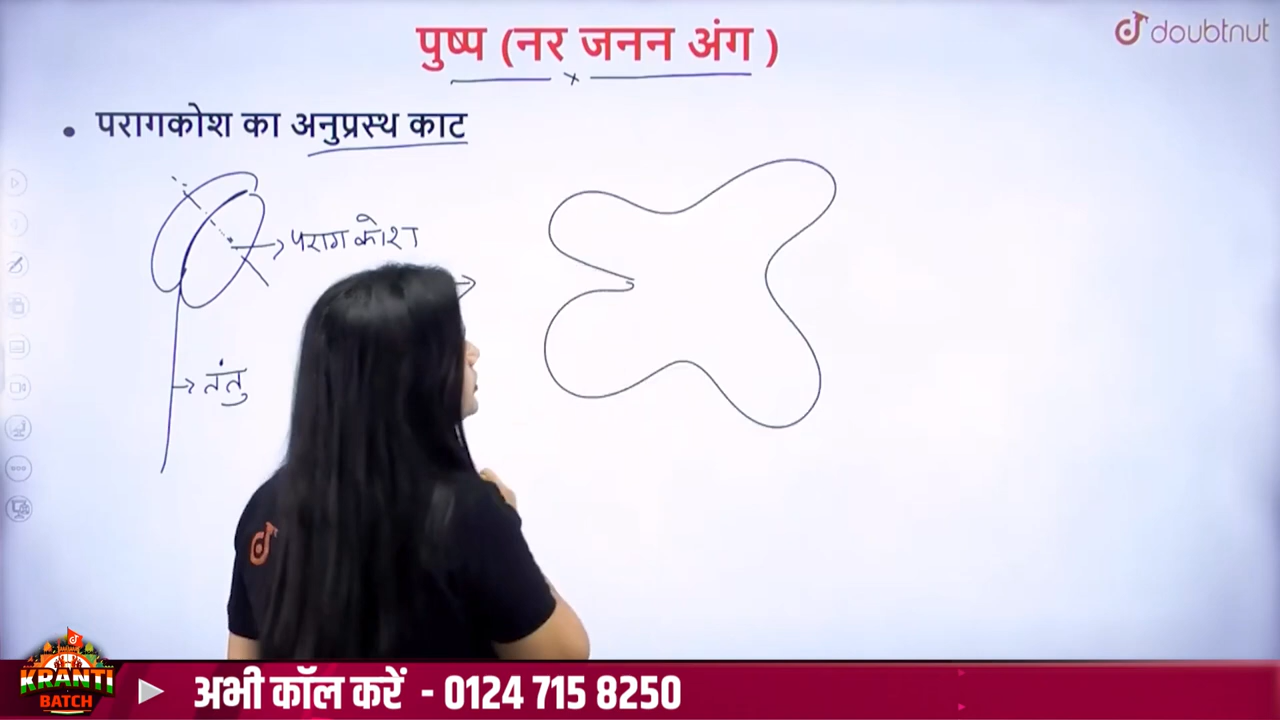 पुष्प (नर जनन अंग )
doubtnut
• परागकोश का अनुप्रस्थ काट
परागकोश
तंतु
KRANTI
BATCH
अभी कॉल करें - 0124 715 8250